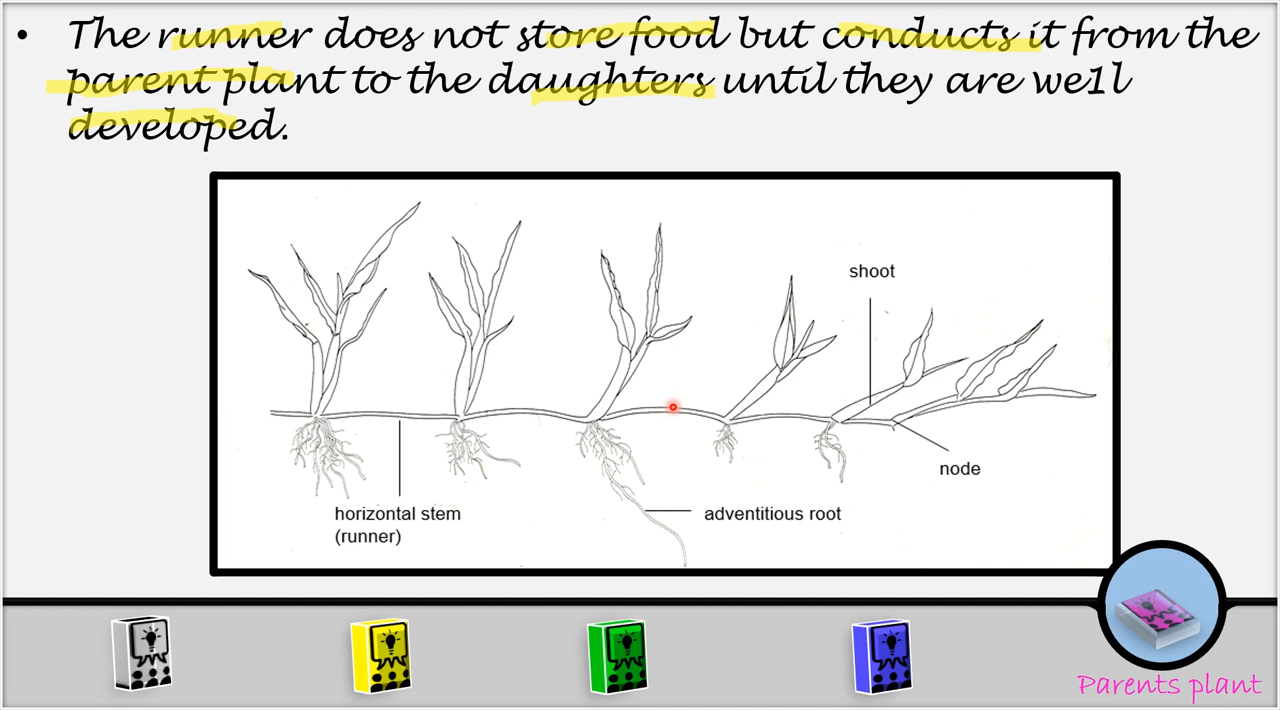 • The runner does not store food but conducts it from the
parent plant to the daughters until they are we1l
developed.
shoot
node
horizontal stem
(runner)
adventitious root
Parents plant